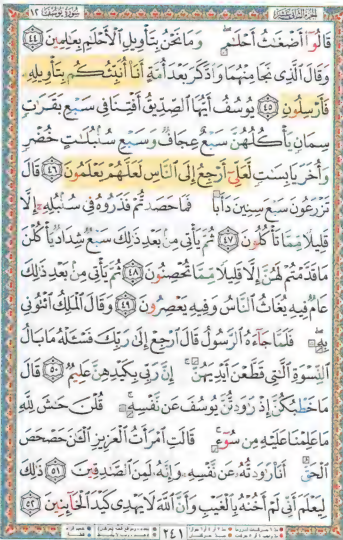 سُورَةُ يُوسُفَ ١٢
الجزء الثاني عشر
قَالُوٓا۟ أَضْغَٰثُ أَحْلَٰمٍ وَمَا نَحْنُ بِتَأْوِيلِ ٱلْأَحْلَٰمِ بِعَٰلِمِينَ ٤٤
وَقَالَ ٱلَّذِى نَجَا مِنْهُمَا وَٱدَّكَرَ بَعْدَ أُمَّةٍ أَنَا۠ أُنَبِّئُكُم بِتَأْوِيلِهِۦ
فَأَرْسِلُونِ ٤٥ يُوسُفُ أَيُّهَا ٱلصِّدِّيقُ أَفْتِنَا فِى سَبْعِ بَقَرَٰتٍ
سِمَانٍ يَأْكُلُهُنَّ سَبْعٌ عِجَافٌ وَسَبْعِ سُنۢبُلَٰتٍ خُضْرٍ
وَأُخَرَ يَابِسَٰتٍ لَّعَلِّىٓ أَرْجِعُ إِلَى ٱلنَّاسِ لَعَلَّهُمْ يَعْلَمُونَ ٤٦ قَالَ
تَزْرَعُونَ سَبْعَ سِنِينَ دَأَبًا فَمَا حَصَدتُّمْ فَذَرُوهُ فِى سُنۢبُلِهِۦٓ إِلَّا
قَلِيلًا مِّمَّا تَأْكُلُونَ ٤٧ ثُمَّ يَأْتِى مِنۢ بَعْدِ ذَٰلِكَ سَبْعٌ شِدَادٌ يَأْكُلْنَ
مَا قَدَّمْتُمْ لَهُنَّ إِلَّا قَلِيلًا مِّمَّا تُحْصِنُونَ ٤٨ ثُمَّ يَأْتِى مِنۢ بَعْدِ ذَٰلِكَ
عَامٌ فِيهِ يُغَاثُ ٱلنَّاسُ وَفِيهِ يَعْصِرُونَ ٤٩ وَقَالَ ٱلْمَلِكُ ٱئْتُونِى
بِهِۦ فَلَمَّا جَآءَهُ ٱلرَّسُولُ قَالَ ٱرْجِعْ إِلَىٰ رَبِّكَ فَسْـَٔلْهُ مَا بَالُ
ٱلنِّسْوَةِ ٱلَّٰتِى قَطَّعْنَ أَيْدِيَهُنَّ إِنَّ رَبِّى بِكَيْدِهِنَّ عَلِيمٌ ٥٠ قَالَ
مَا خَطْبُكُنَّ إِذْ رَٰوَدتُّنَّ يُوسُفَ عَن نَّفْسِهِۦ قُلْنَ حَٰشَ لِلَّهِ
مَا عَلِمْنَا عَلَيْهِ مِن سُوٓءٍ قَالَتِ ٱمْرَأَتُ ٱلْعَزِيزِ ٱلْـَٰٔنَ حَصْحَصَ
ٱلْحَقُّ أَنَا۠ رَٰوَدتُّهُۥ عَن نَّفْسِهِۦ وَإِنَّهُۥ لَمِنَ ٱلصَّٰدِقِينَ ٥١ ذَٰلِكَ
لِيَعْلَمَ أَنِّى لَمْ أَخُنْهُ بِٱلْغَيْبِ وَأَنَّ ٱللَّهَ لَا يَهْدِى كَيْدَ ٱلْخَآئِنِينَ ٥٢
٢٤١